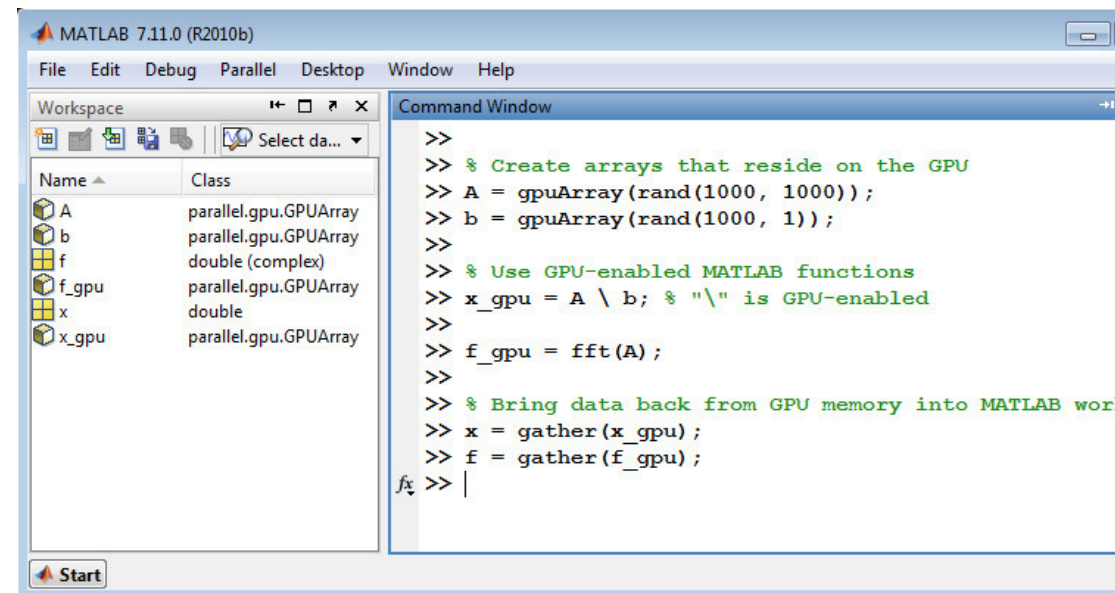 MATLAB 7.11.0 (R2010b)
File Edit Debug Parallel Desktop Window Help
Workspace
Select da...
Name Class
A parallel.gpu.GPUArray
b parallel.gpu.GPUArray
f double (complex)
f_gpu parallel.gpu.GPUArray
x double
x_gpu parallel.gpu.GPUArray
Command Window
>>
>> % Create arrays that reside on the GPU
>> A = gpuArray(rand(1000, 1000));
>> b = gpuArray(rand(1000, 1));
>>
>> % Use GPU-enabled MATLAB functions
>> x_gpu = A \ b; % "\" is GPU-enabled
>>
>> f_gpu = fft(A);
>>
>> % Bring data back from GPU memory into MATLAB wor
>> x = gather(x_gpu);
>> f = gather(f_gpu);
fx >>
Start